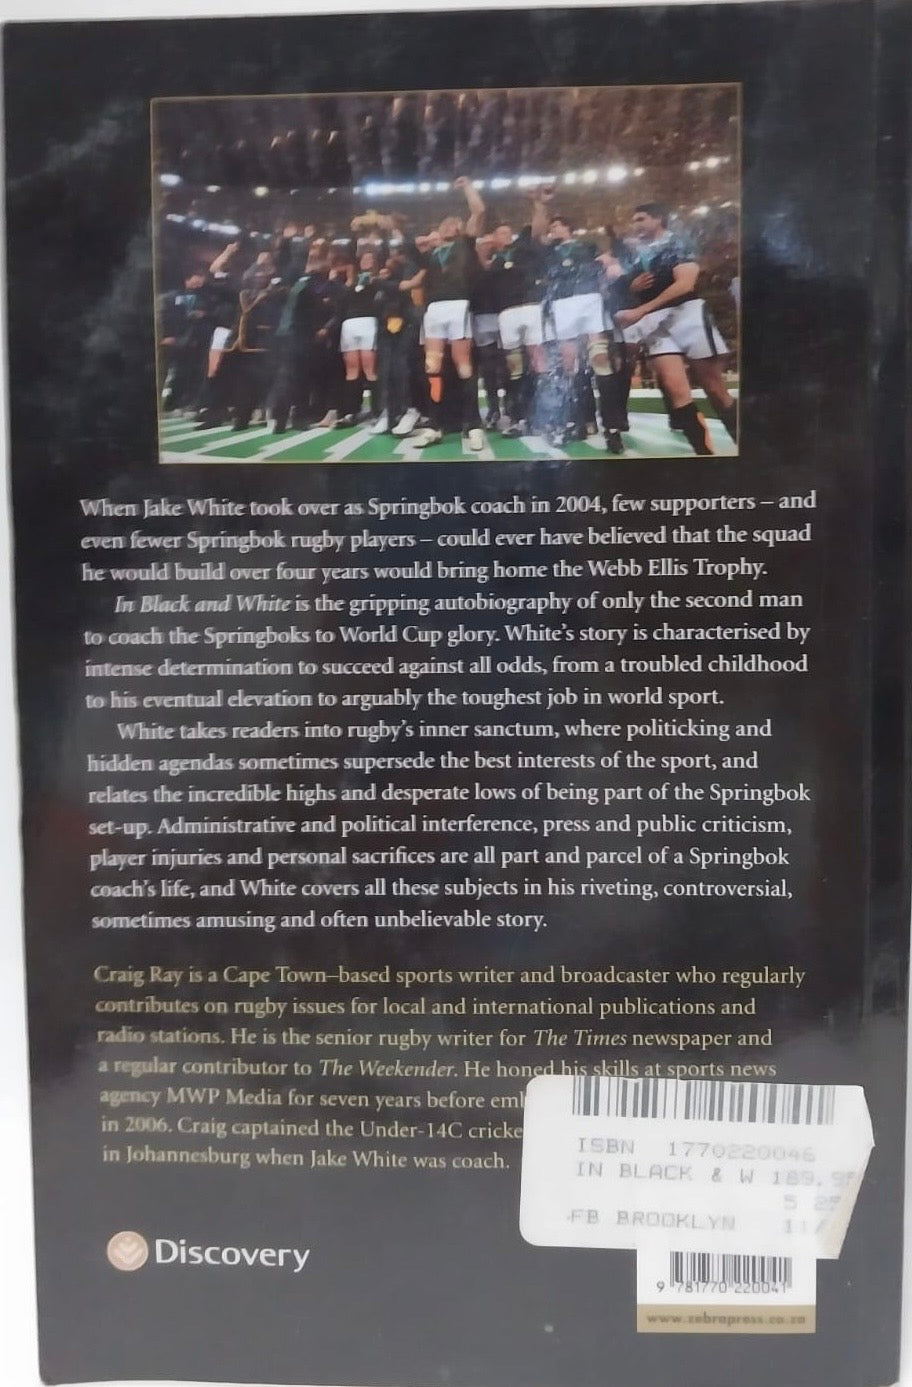 When Jake White took over as Springbok coach in 2004, few supporters – and
even fewer Springbok rugby players – could ever have believed that the squad
he would build over four years would bring home the Webb Ellis Trophy.
In Black and White is the gripping autobiography of only the second man
to coach the Springboks to World Cup glory. White's story is characterised by
intense determination to succeed against all odds, from a troubled childhood
to his eventual elevation to arguably the toughest job in world sport.
White takes readers into rugby's inner sanctum, where politicking and
hidden agendas sometimes supersede the best interests of the sport, and
relates the incredible highs and desperate lows of being part of the Springbok
set-up. Administrative and political interference, press and public criticism,
player injuries and personal sacrifices are all part and parcel of a Springbok
coach's life, and White covers all these subjects in his riveting, controversial,
sometimes amusing and often unbelievable story.
Craig Ray is a Cape Town–based sports writer and broadcaster who regularly
contributes on rugby issues for local and international publications and
radio stations. He is the senior rugby writer for The Times newspaper and
a regular contributor to The Weekender. He honed his skills at sports news
agency MWP Media for seven years before
in 2006. Craig captained the Under-14C
in Johannesburg when Jake White was coach.
ISBN 1770220046
IN BLACK & W
FB BROOKLYN
Discovery
9 781770 220041
www.zebrapress.co.za